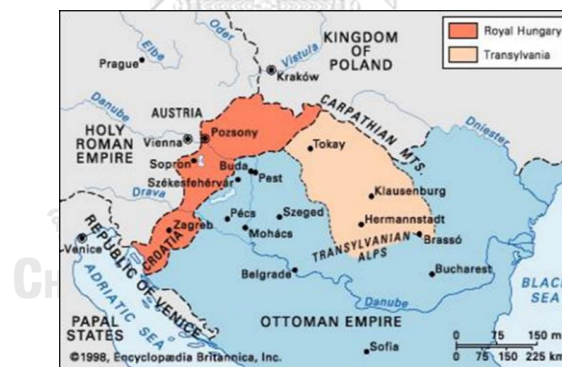 Royal Hungary
Transylvania
KINGDOM
OF
POLAND
Oder
Elbe
Vistula
Prague
Kraków
CARPATHIAN MTS.
Dniester
Danube
AUSTRIA
Pozsony
Vienna
HOLY
ROMAN
EMPIRE
Sopron
Buda
Pest
Tokay
Székesfehérvár
Drava
Klausenburg
Pécs
Szeged
Mohács
Hermannstadt
Zagreb
CROATIA
TRANSYLVANIAN
ALPS
Brassó
Venice
REPUBLIC OF VENICE
Belgrade
Bucharest
BLACK
SEA
ADRIATIC SEA
Danube
PAPAL
STATES
OTTOMAN EMPIRE
0 75 150 mi
0 75 150 225 km
Sofia
©1998, Encyclopædia Britannica, Inc.